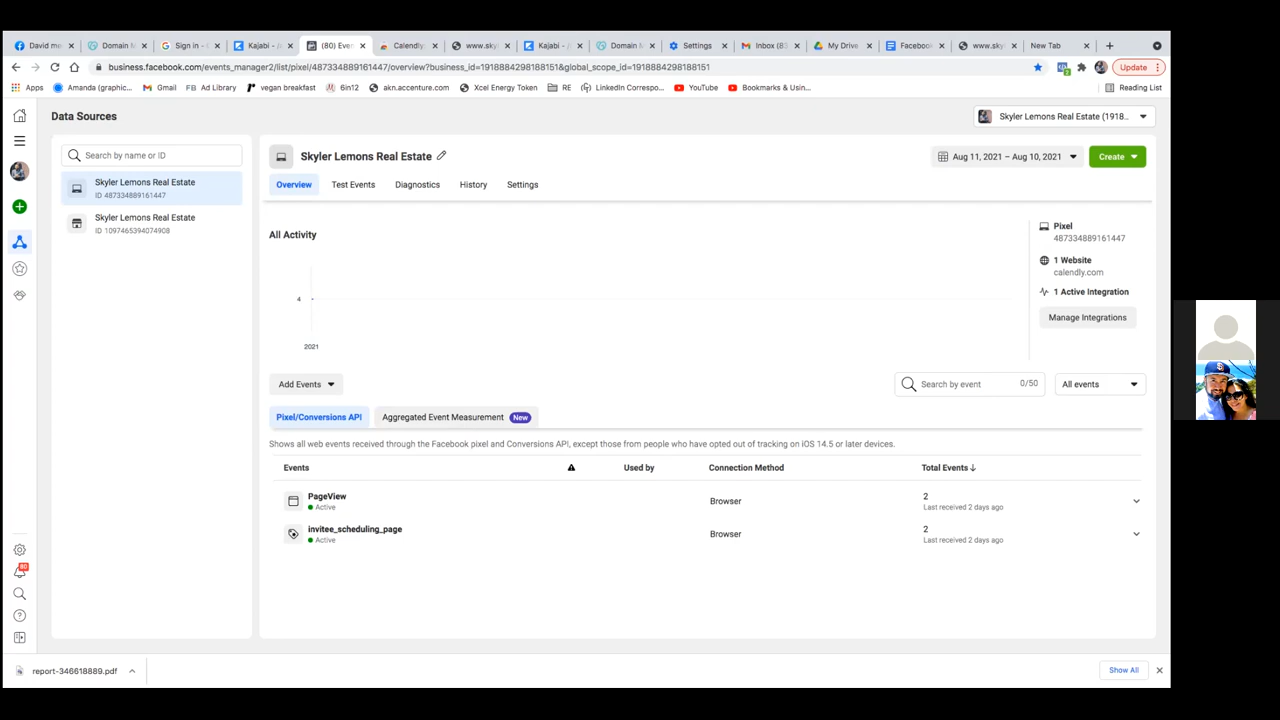 David me
Domain M
Sign in - G
Kajabi - /
(80) Ever
Calendly
www.sky
Kajabi - /
Domain
Settings
Inbox (83
My Drive
Facebook
www.sky
New Tab
business.facebook.com/events_manager2/list/pixel/487334889161447/overview?business_id=1918884298188151&global_scope_id=1918884298188151
Update
Apps
Amanda (graphic...
Gmail
FB Ad Library
vegan breakfast
6in12
akn.accenture.com
Xcel Energy Token
RE
LinkedIn Correspo...
YouTube
Bookmarks & Usin...
Reading List
Data Sources
Skyler Lemons Real Estate (1918...
Search by name or ID
Skyler Lemons Real Estate
ID 487334889161447
Skyler Lemons Real Estate
ID 1097465394074908
Skyler Lemons Real Estate
Aug 11, 2021 – Aug 10, 2021
Create
Overview
Test Events
Diagnostics
History
Settings
All Activity
4
2021
Pixel
487334889161447
1 Website
calendly.com
1 Active Integration
Manage Integrations
Add Events
Search by event
0/50
All events
Pixel/Conversions API
Aggregated Event Measurement New
Shows all web events received through the Facebook pixel and Conversions API, except those from people who have opted out of tracking on iOS 14.5 or later devices.
Events
Used by
Connection Method
Total Events
PageView
Active
Browser
2
Last received 2 days ago
invitee_scheduling_page
Active
Browser
2
Last received 2 days ago
80
report-346618889.pdf
Show All